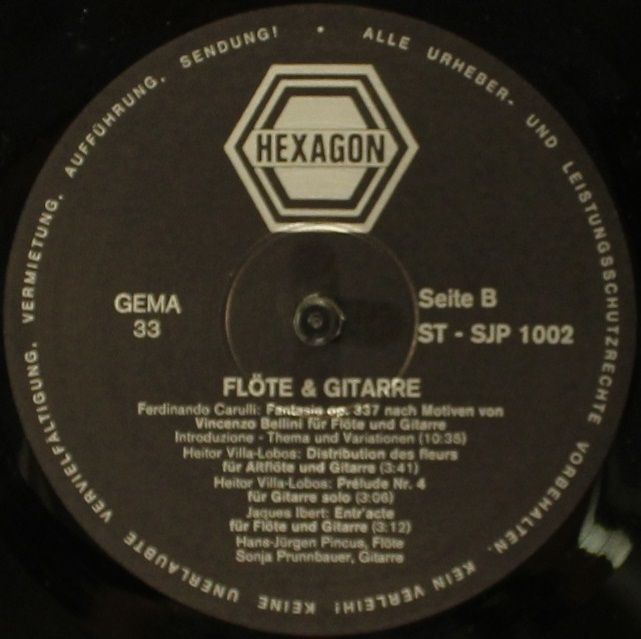 ALLE URHEBER- UND LEISTUNGSSCHUTZRECHTE VORBEHALTEN. KEIN VERLEIH! KEINE UNERLAUBTE VERVIELFÄLTIGUNG, VERMIETUNG, AUFFÜHRUNG, SENDUNG! •
HEXAGON
GEMA
33
Seite B
ST - SJP 1002
FLÖTE & GITARRE
Ferdinando Carulli: Fantasie op. 337 nach Motiven von
Vincenzo Bellini für Flöte und Gitarre
Introduzione - Thema und Variationen (10:35)
Heitor Villa-Lobos: Distribution des fleurs
für Altflöte und Gitarre (3:41)
Heitor Villa-Lobos: Prélude Nr. 4
für Gitarre solo (3:06)
Jaques Ibert: Entr'acte
für Flöte und Gitarre (3:12)
Hans-Jürgen Pincus, Flöte
Sonja Prunnbauer, Gitarre